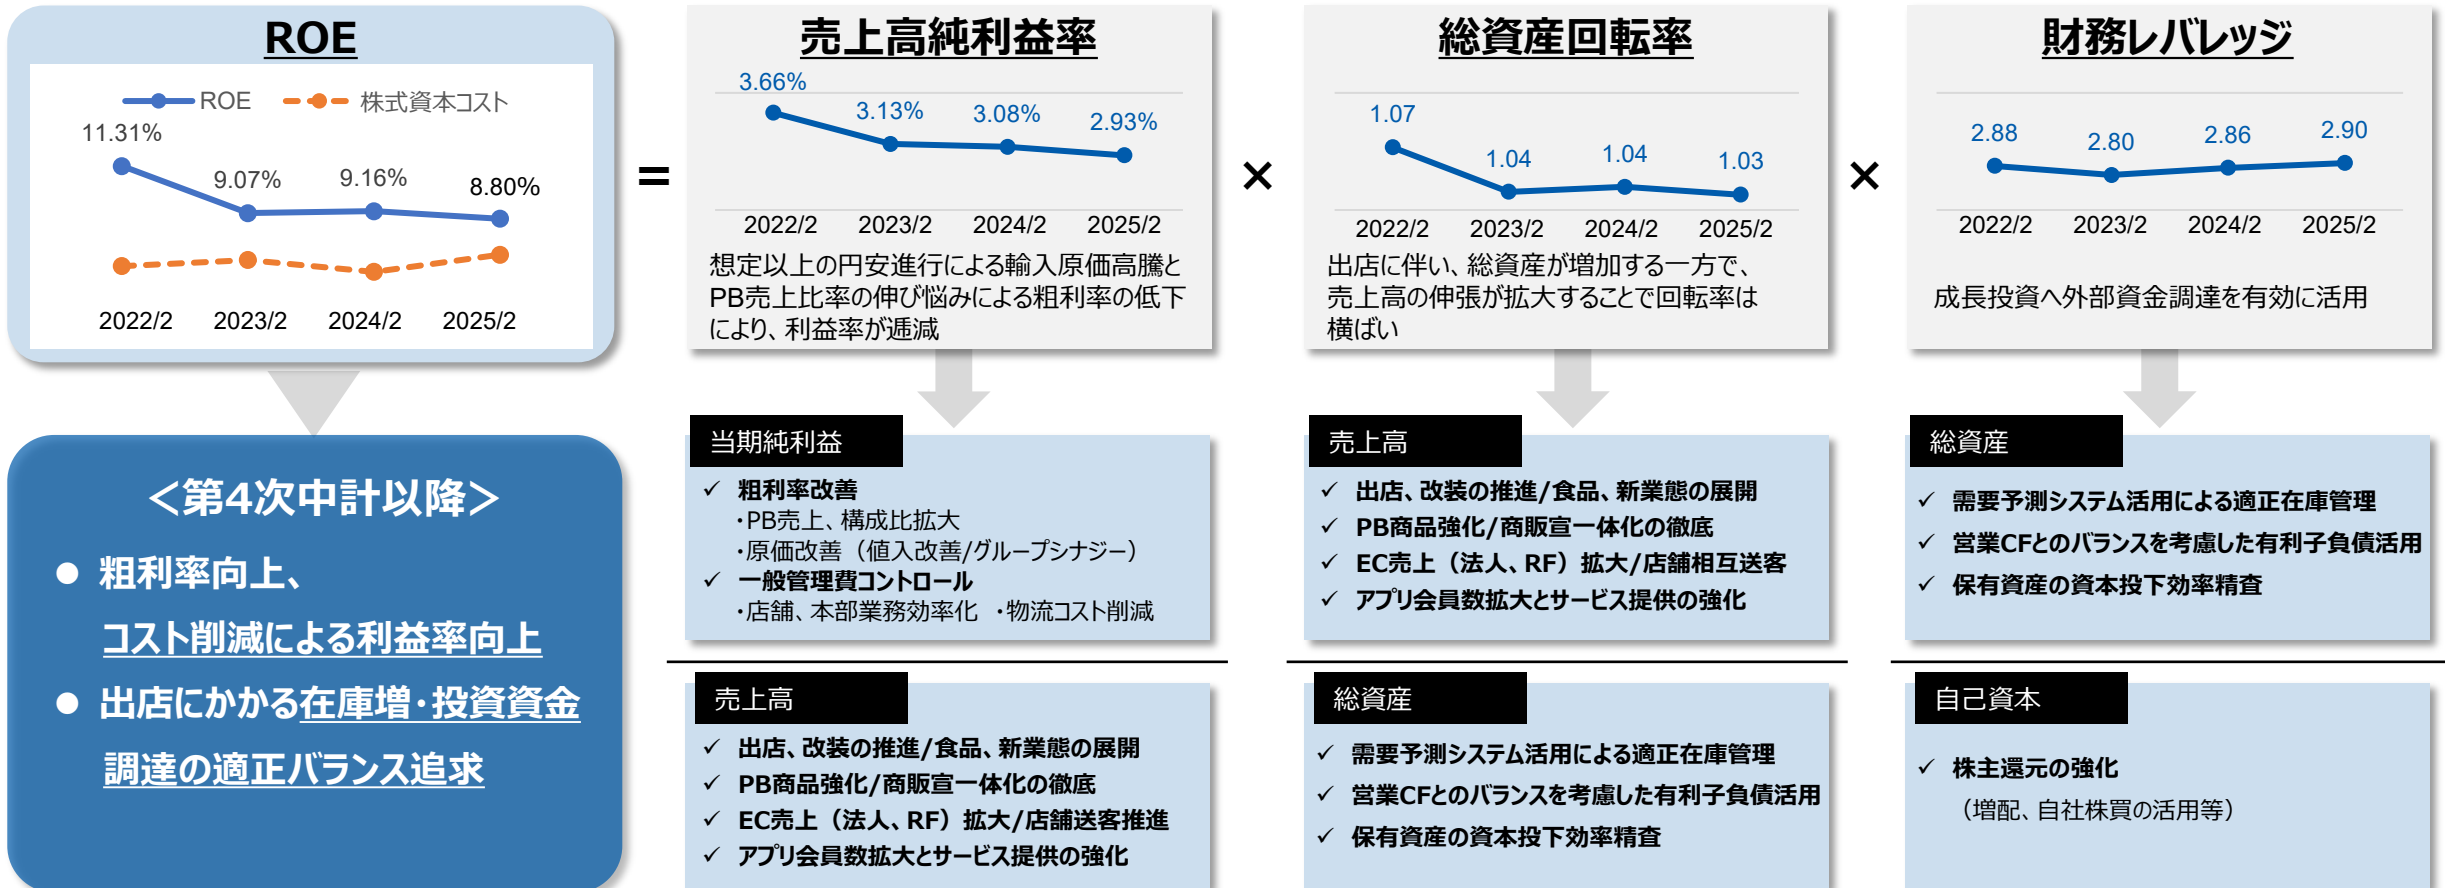 ROE
ROE
株式資本コスト
11.31%
9.07%
9.16%
8.80%
2022/2
2023/2
2024/2
2025/2
=
売上高純利益率
3.66%
3.13%
3.08%
2.93%
2022/2
2023/2
2024/2
2025/2
想定以上の円安進行による輸入原価高騰と
PB売上比率の伸び悩みによる粗利率の低下
により、利益率が逓減
×
総資産回転率
1.07
1.04
1.04
1.03
2022/2
2023/2
2024/2
2025/2
出店に伴い、総資産が増加する一方で、
売上高の伸張が拡大することで回転率は
横ばい
×
財務レバレッジ
2.88
2.80
2.86
2.90
2022/2
2023/2
2024/2
2025/2
成長投資へ外部資金調達を有効に活用
＜第4次中計以降＞
● 粗利率向上、
コスト削減による利益率向上
● 出店にかかる在庫増・投資資金
調達の適正バランス追求
当期純利益
✓ 粗利率改善
・PB売上、構成比拡大
・原価改善（値入改善/グループシナジー）
✓ 一般管理費コントロール
・店舗、本部業務効率化 ・物流コスト削減
売上高
✓ 出店、改装の推進/食品、新業態の展開
✓ PB商品強化/商販宣一体化の徹底
✓ EC売上（法人、RF）拡大/店舗送客推進
✓ アプリ会員数拡大とサービス提供の強化
売上高
✓ 出店、改装の推進/食品、新業態の展開
✓ PB商品強化/商販宣一体化の徹底
✓ EC売上（法人、RF）拡大/店舗相互送客
✓ アプリ会員数拡大とサービス提供の強化
総資産
✓ 需要予測システム活用による適正在庫管理
✓ 営業CFとのバランスを考慮した有利子負債活用
✓ 保有資産の資本投下効率精査
総資産
✓ 需要予測システム活用による適正在庫管理
✓ 営業CFとのバランスを考慮した有利子負債活用
✓ 保有資産の資本投下効率精査
自己資本
✓ 株主還元の強化
（増配、自社株買の活用等）